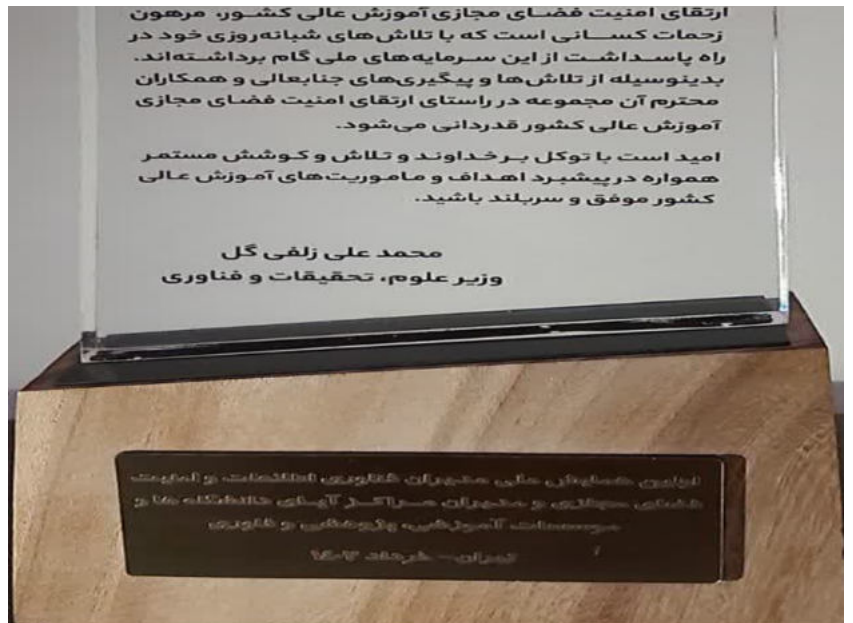 ارتقای امنیت فضای مجازی آموزش عالی کشور، مرهون
زحمات کسانی است که با تلاش‌های شبانه‌روزی خود در
راه پاسداشت از این سرمایه‌های ملی گام برداشته‌اند.
بدینوسیله از تلاش‌ها و پیگیری‌های جنابعالی و همکاران
محترم آن مجموعه در راستای ارتقای امنیت فضای مجازی
آموزش عالی کشور قدردانی می‌شود.
امید است با توکل بر خداوند و تلاش و کوشش مستمر
همواره در پیشبرد اهداف و ماموریت‌های آموزش عالی
کشور موفق و سربلند باشید.
محمد علی زلفی گل
وزیر علوم، تحقیقات و فناوری
اولین همایش ملی مدیران فناوری اطلاعات و امنیت
فضای مجازی و مدیران مراکز آپای دانشگاه ها و
موسسات آموزشی، پژوهشی و فناوری
تهران - خرداد